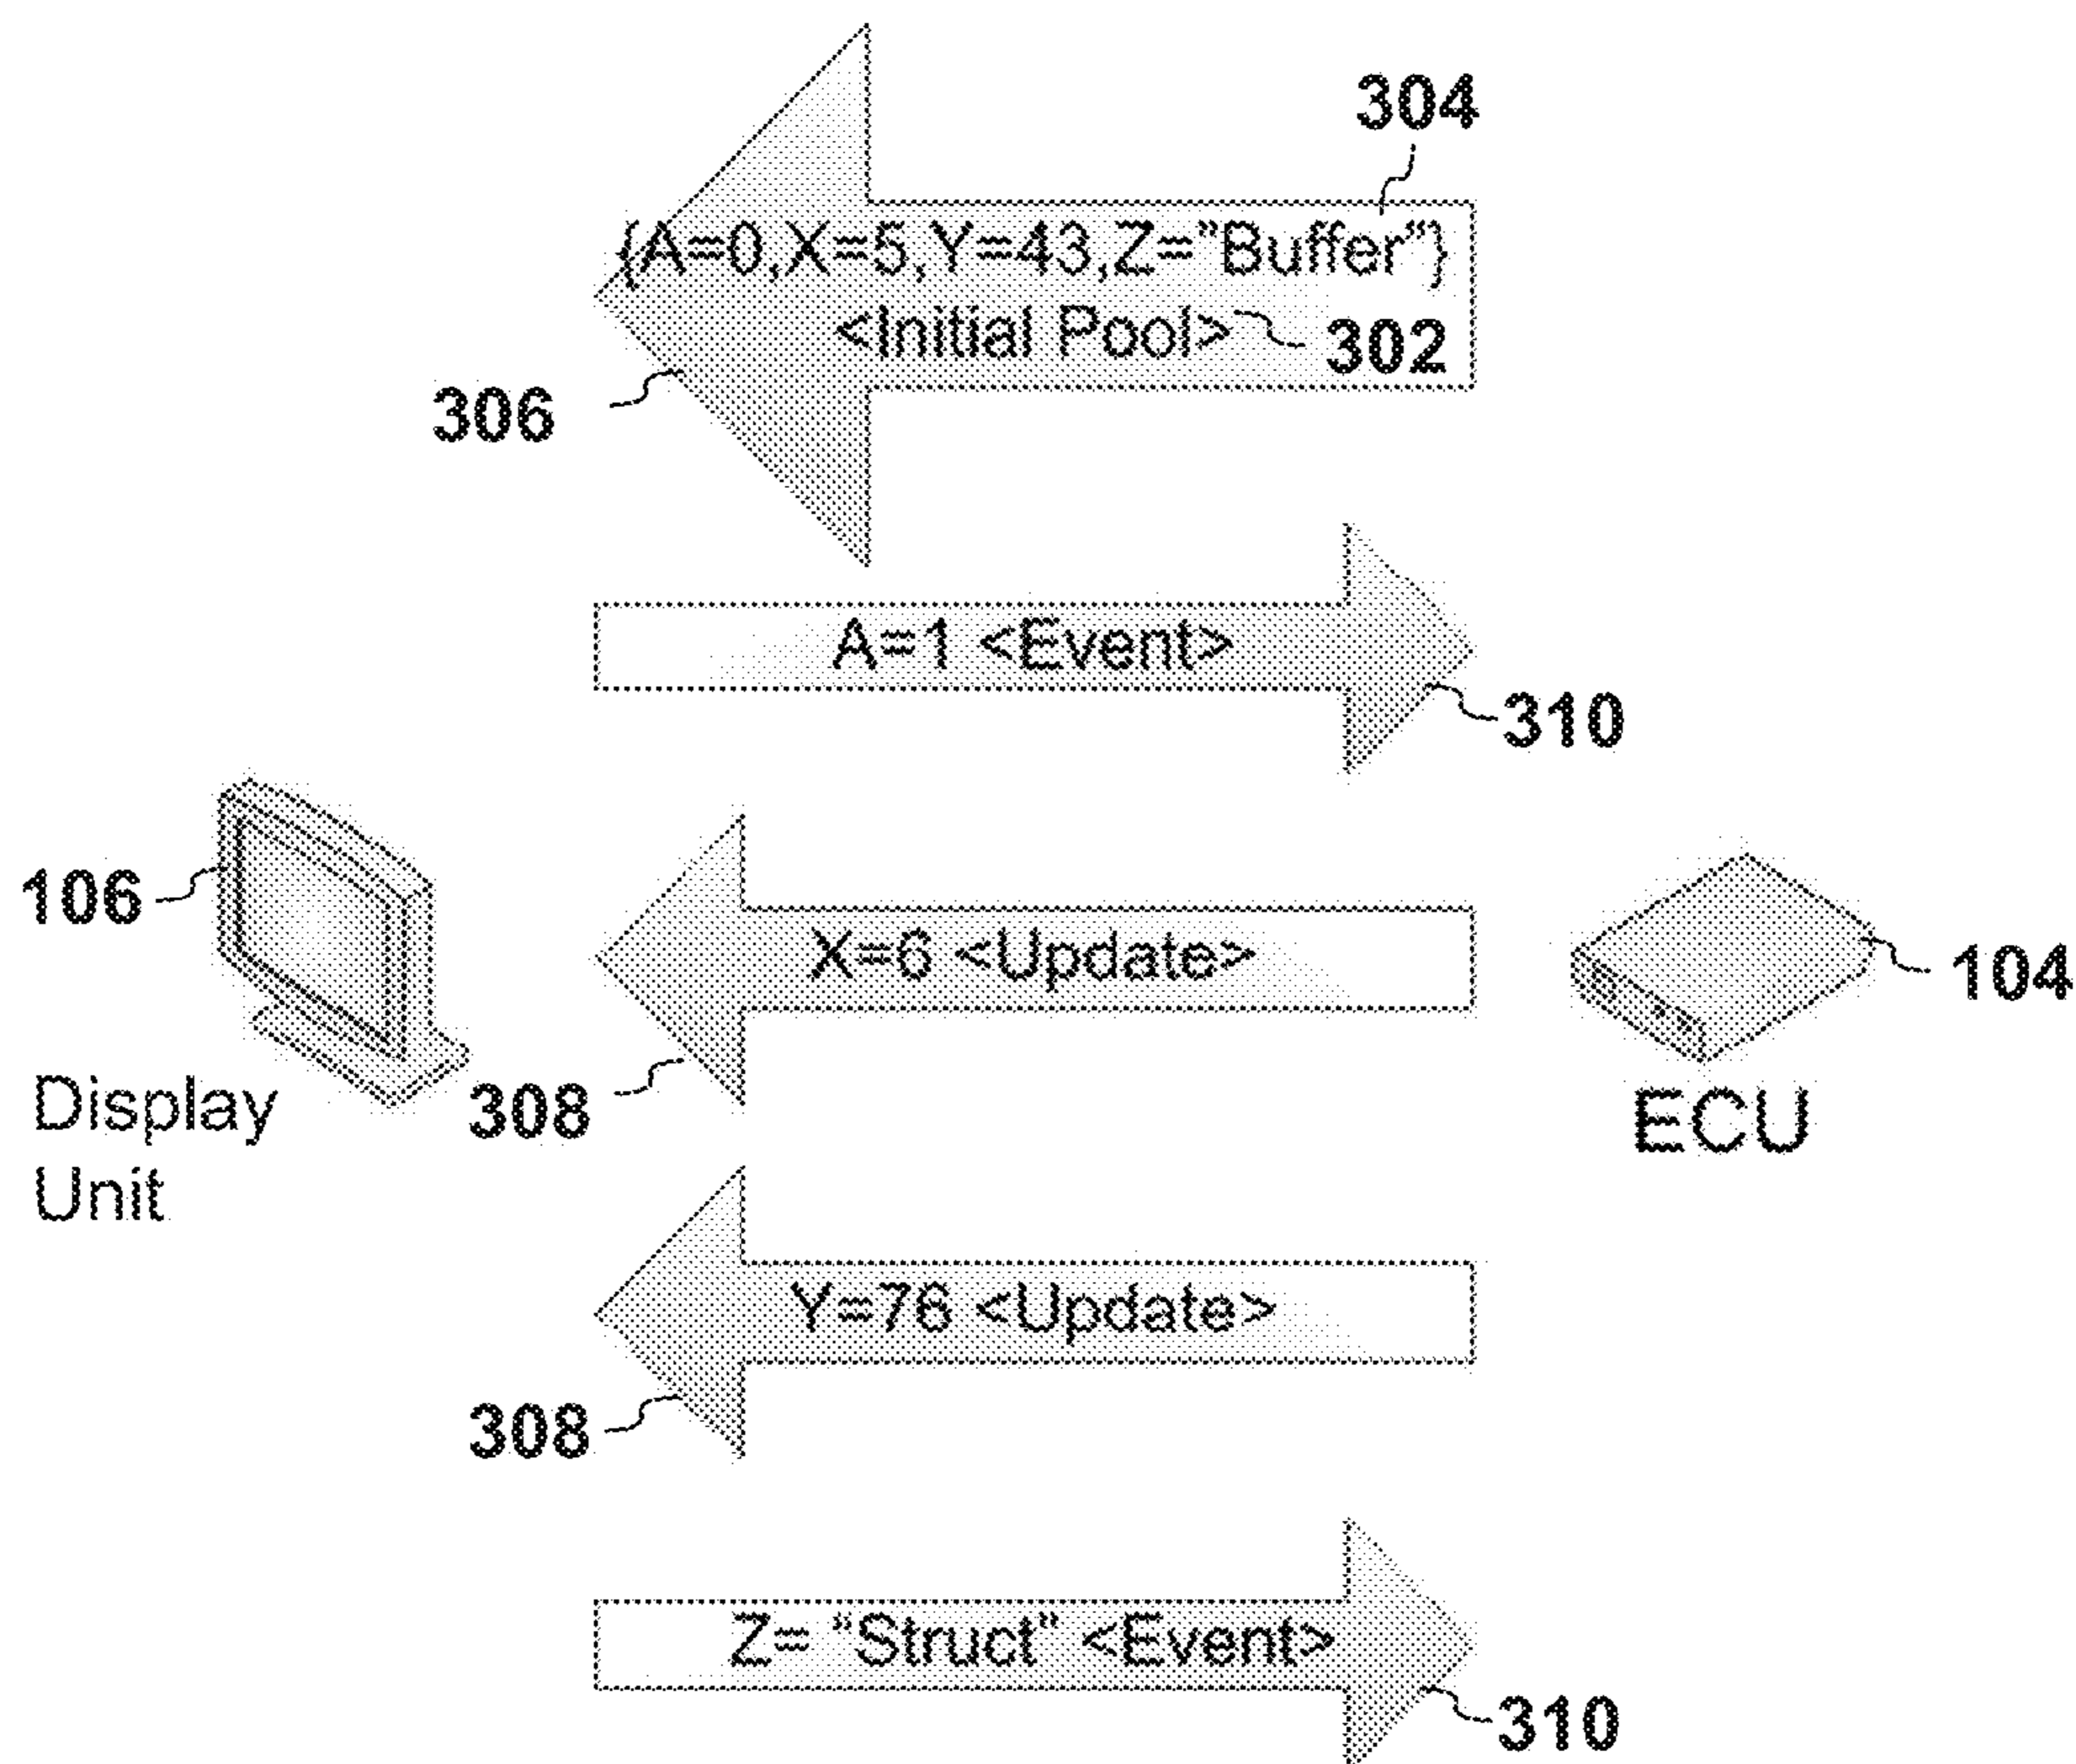 304
{A=0,X=5,Y=43,Z="Buffer"}
<Initial Pool>
302
306
A=1 <Event>
310
106
X=6 <Update>
104
Display
Unit
308
ECU
Y=76 <Update>
308
Z= “Struct” <Event>
310